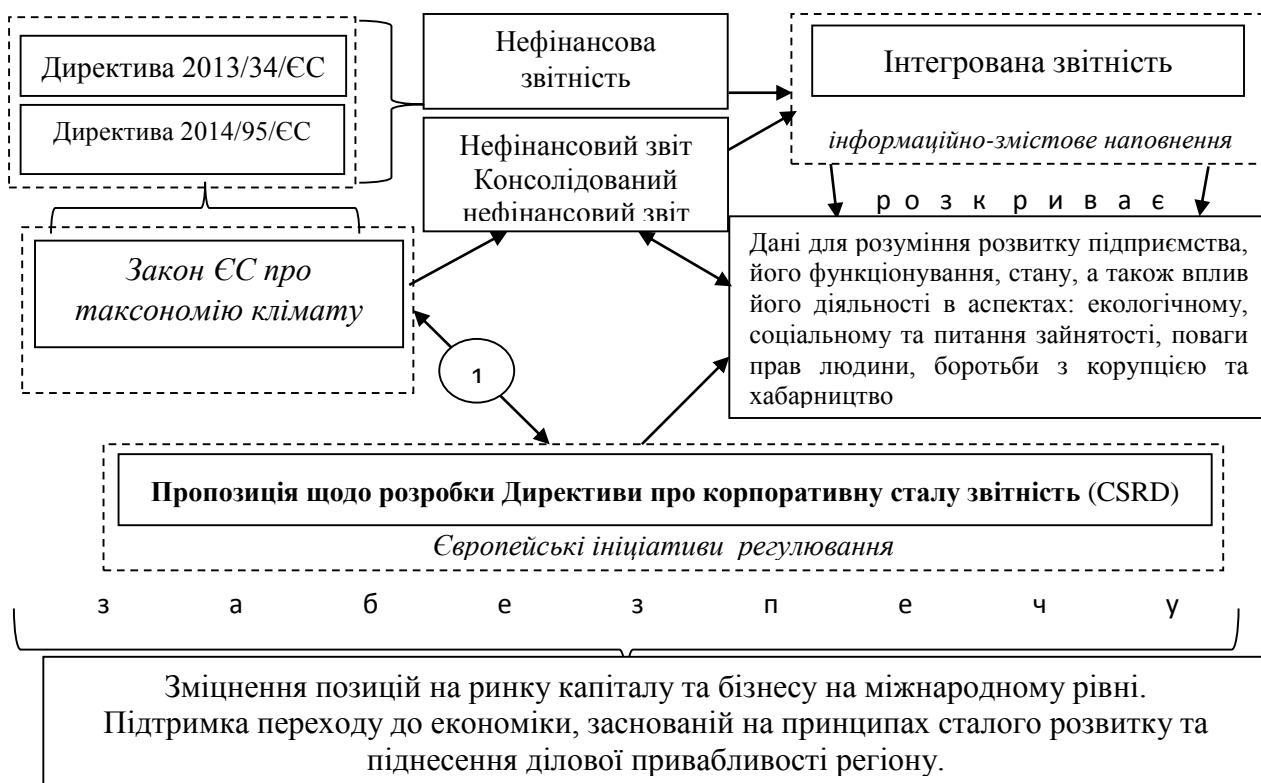 Директива 2013/34/ЄС
Директива 2014/95/ЄС
Нефінансова
звітність
Інтегрована звітність
інформаційно-змістове наповнення
Нефінансовий звіт
Консолідований
нефінансовий звіт
р о з к р и в а є
Закон ЄС про
таксономію клімату
Дані для розуміння розвитку підприємства,
його функціонування, стану, а також вплив
його діяльності в аспектах: екологічному,
соціальному та питання зайнятості, поваги
прав людини, боротьби з корупцією та
хабарництво
1
Пропозиція щодо розробки Директиви про корпоративну сталу звітність (CSRD)
Європейські ініціативи регулювання
з а б е з п е ч у
Зміцнення позицій на ринку капіталу та бізнесу на міжнародному рівні.
Підтримка переходу до економіки, заснованій на принципах сталого розвитку та
піднесення ділової привабливості регіону.